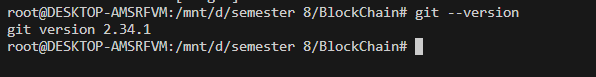 root@DESKTOP-AMSRFVM:/mnt/d/semester 8/BlockChain# git --version
git version 2.34.1
root@DESKTOP-AMSRFVM:/mnt/d/semester 8/BlockChain#